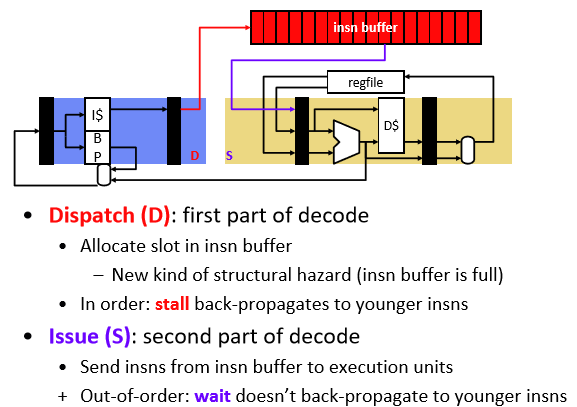 insn buffer
regfile
I$
D$
B
P
D
S
• Dispatch (D): first part of decode
• Allocate slot in insn buffer
– New kind of structural hazard (insn buffer is full)
• In order: stall back-propagates to younger insns
• Issue (S): second part of decode
• Send insns from insn buffer to execution units
+ Out-of-order: wait doesn't back-propagate to younger insns